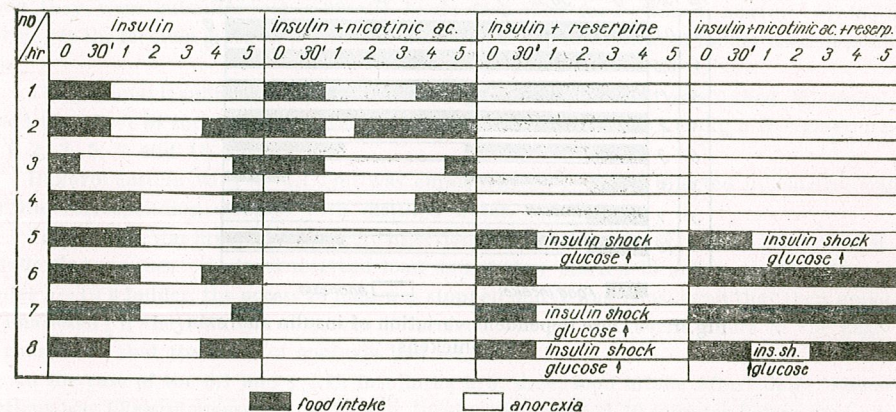 no insulin insulin + nicotinic ac. insulin + reserpine insulin+nicotinic ac.+reserp.
/hr 0 30' 1 2 3 4 5 0 30' 1 2 3 4 5 0 30' 1 2 3 4 5 0 30' 1 2 3 4 5
1
2
3
4
5 insulin shock insulin shock
glucose ↑ glucose ↑
6
7 insulin shock
glucose ↑
8 Insulin shock ins.sh.
glucose ↑ ↑glucose
food intake anorexia